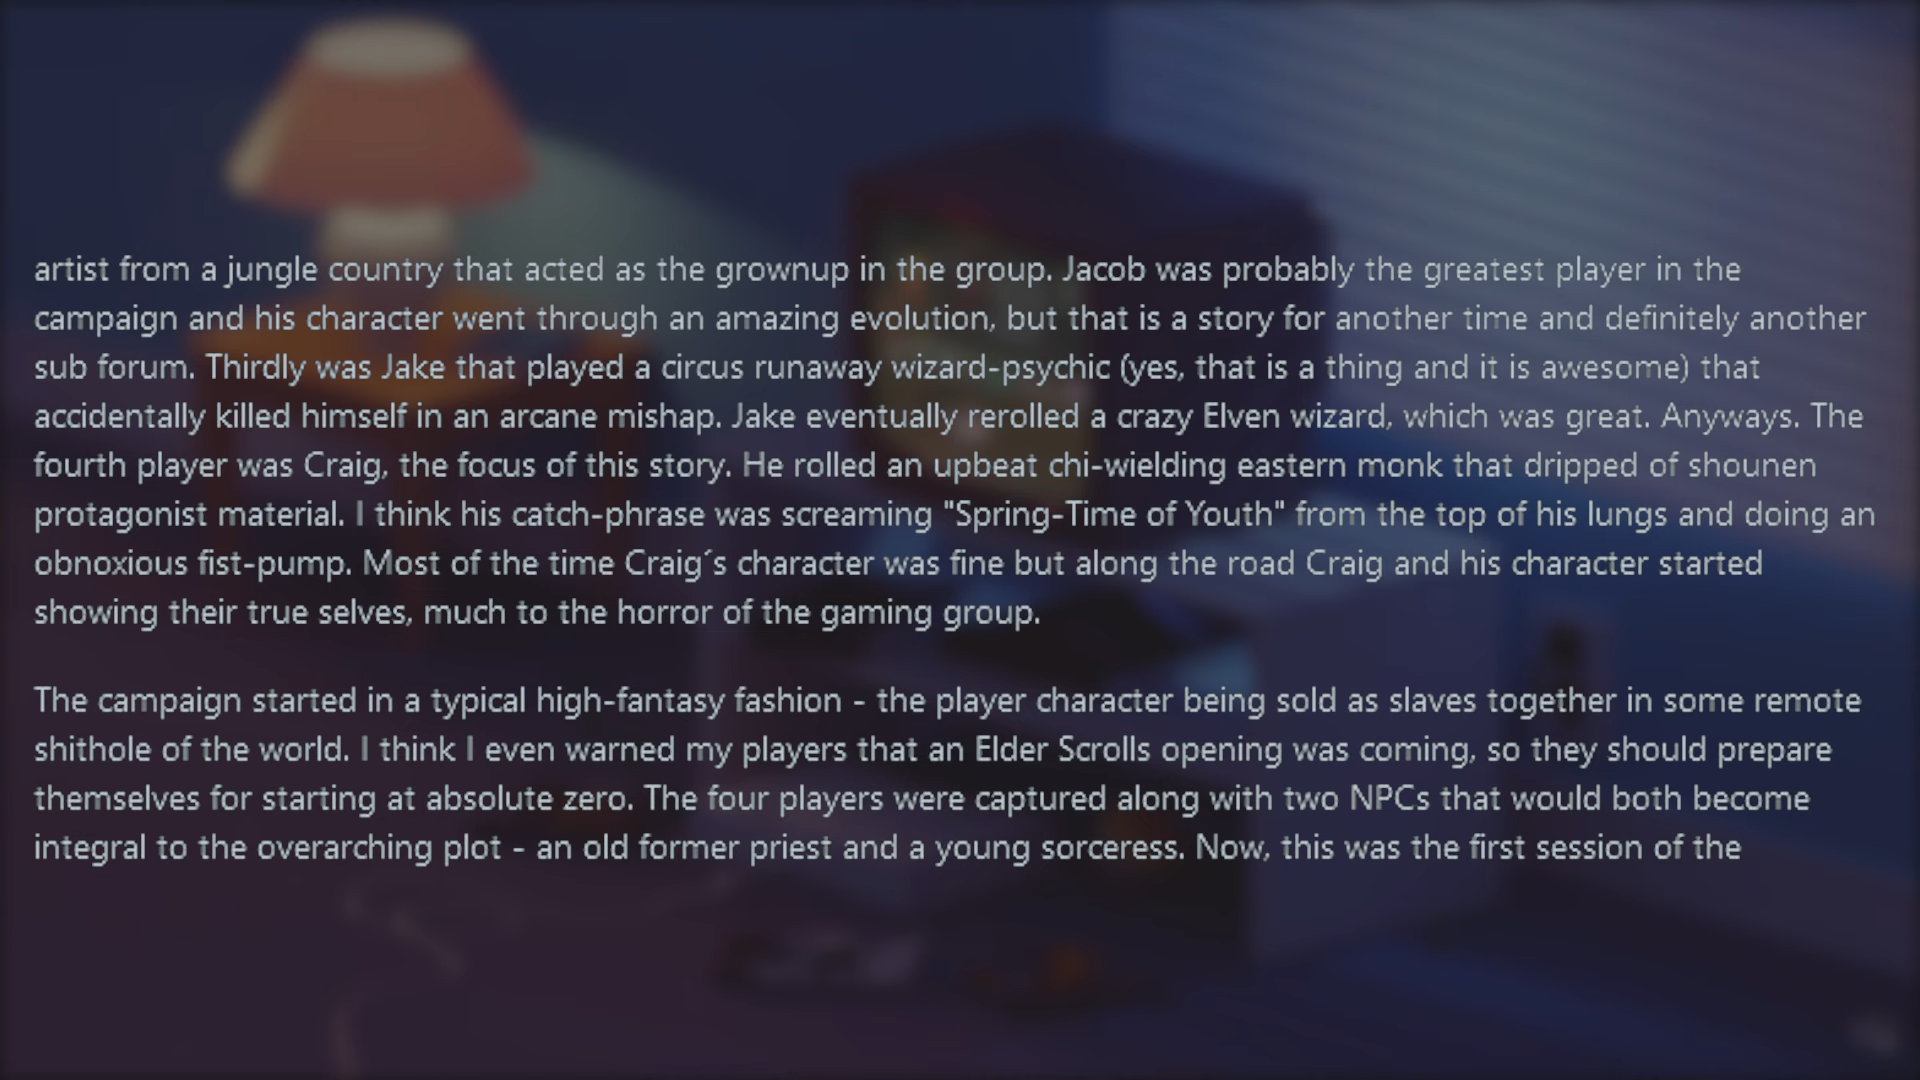 artist from a jungle country that acted as the grownup in the group. Jacob was probably the greatest player in the
campaign and his character went through an amazing evolution, but that is a story for another time and definitely another
sub forum. Thirdly was Jake that played a circus runaway wizard-psychic (yes, that is a thing and it is awesome) that
accidentally killed himself in an arcane mishap. Jake eventually rerolled a crazy Elven wizard, which was great. Anyways. The
fourth player was Craig, the focus of this story. He rolled an upbeat chi-wielding eastern monk that dripped of shounen
protagonist material. I think his catch-phrase was screaming "Spring-Time of Youth" from the top of his lungs and doing an
obnoxious fist-pump. Most of the time Craig´s character was fine but along the road Craig and his character started
showing their true selves, much to the horror of the gaming group.
The campaign started in a typical high-fantasy fashion - the player character being sold as slaves together in some remote
shithole of the world. I think I even warned my players that an Elder Scrolls opening was coming, so they should prepare
themselves for starting at absolute zero. The four players were captured along with two NPCs that would both become
integral to the overarching plot - an old former priest and a young sorceress. Now, this was the first session of the